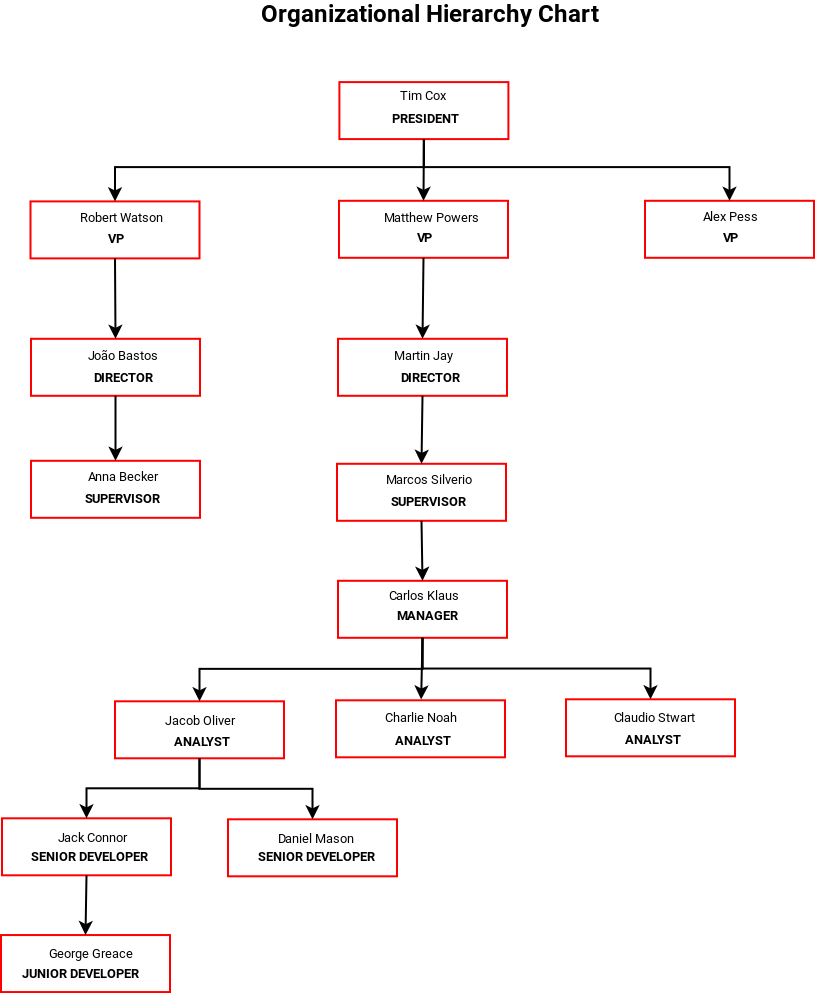 Organizational Hierarchy Chart
Tim Cox
PRESIDENT
Robert Watson
VP
Matthew Powers
VP
Alex Pess
VP
João Bastos
DIRECTOR
Martin Jay
DIRECTOR
Anna Becker
SUPERVISOR
Marcos Silverio
SUPERVISOR
Carlos Klaus
MANAGER
Jacob Oliver
ANALYST
Charlie Noah
ANALYST
Claudio Stwart
ANALYST
Jack Connor
SENIOR DEVELOPER
Daniel Mason
SENIOR DEVELOPER
George Greace
JUNIOR DEVELOPER